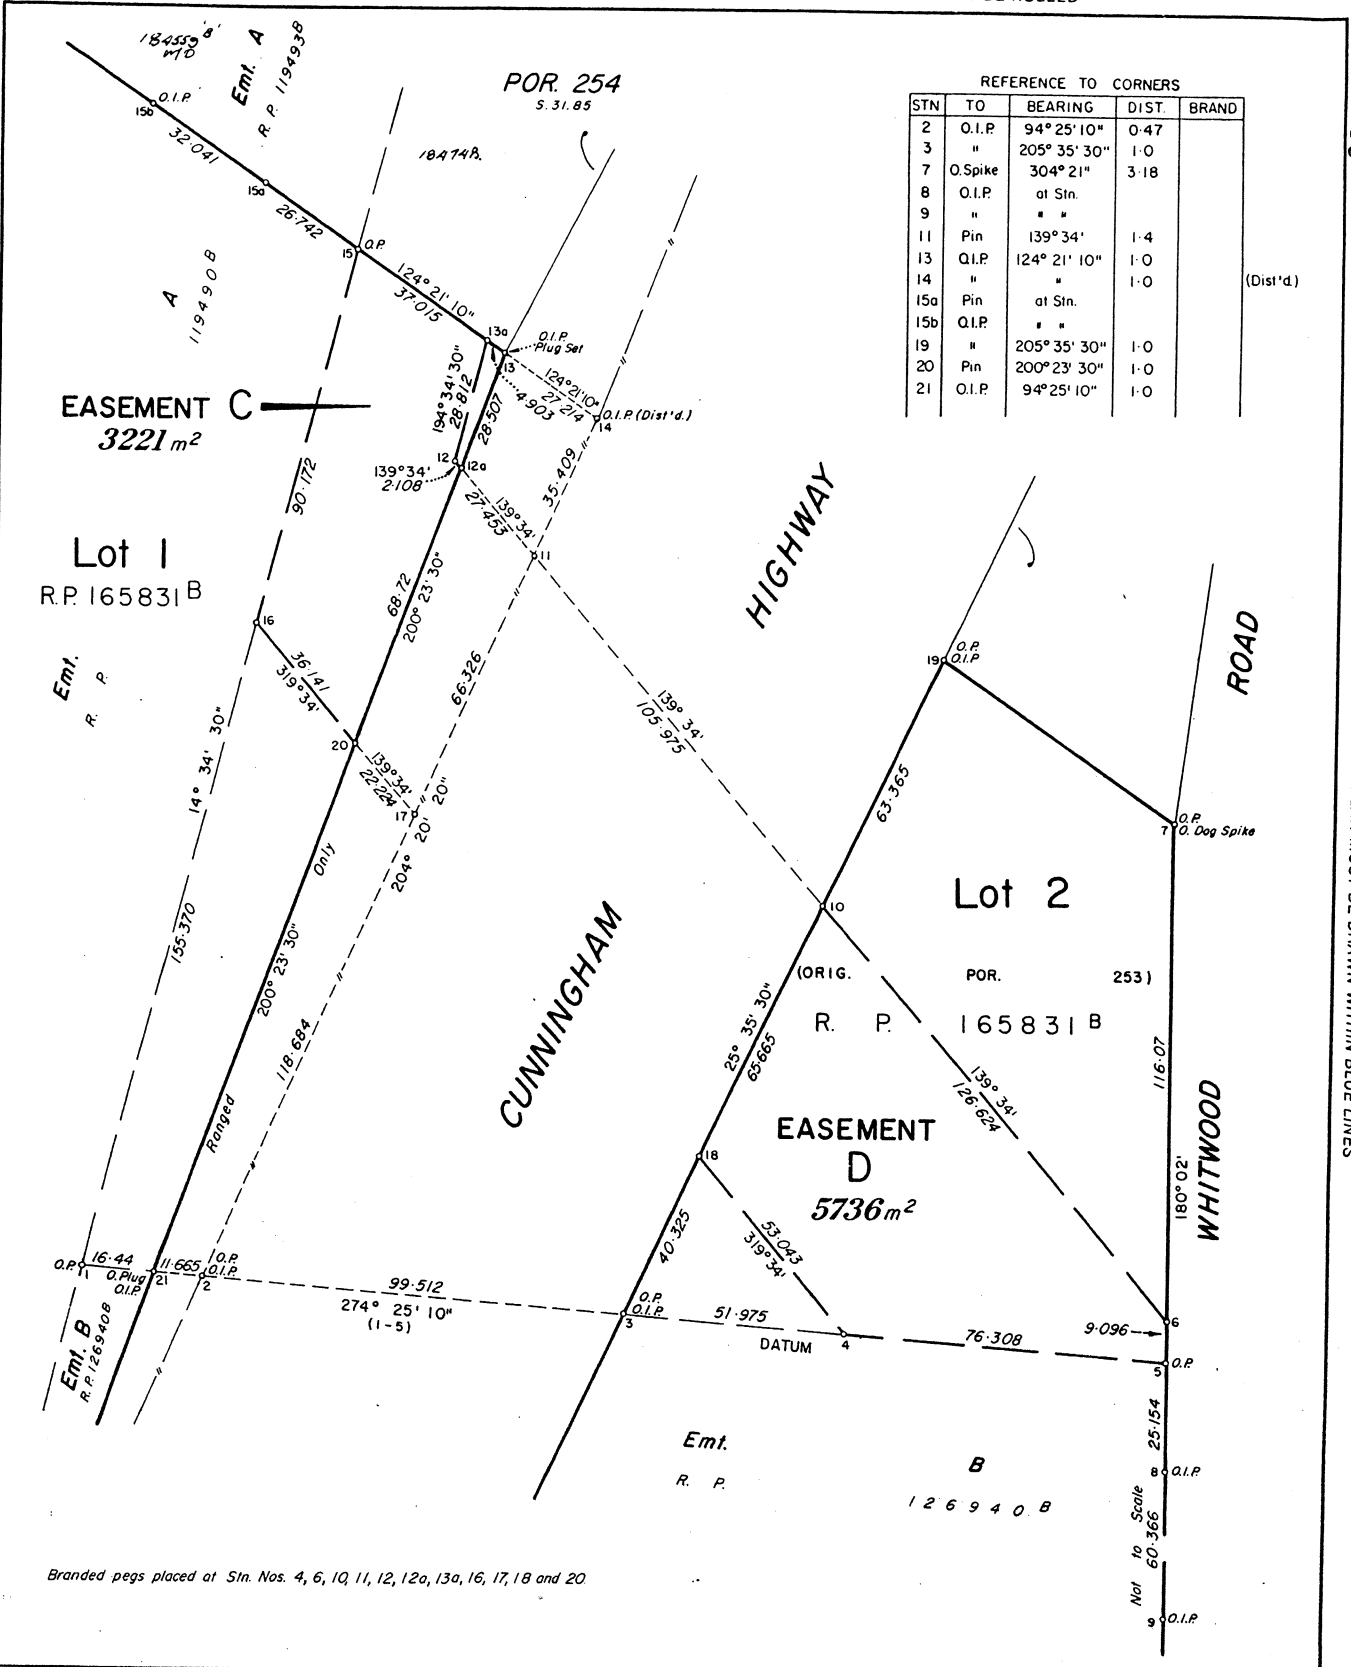 184559 'B'
Emt. A
R. P. 119493 B
POR. 254
S. 31. 85
18474B.
O.I.P.
15b
32·041
15a
26·742
15
O.P.
124° 21' 10"
37·015
13a
O.I.P.
Plug Set
13
A
119490 B
EASEMENT C
3221 m²
194° 34' 30"
28·812
28·507
4·903
124° 21' 10"
27·214
O.I.P. (Dist'd.)
14
12
12a
139° 34'
2·108
139° 34'
27·453
35·409
11
90·172
Lot 1
R.P. 165831 B
68·72
200° 23' 30"
16
36·141
319° 34'
Emt.
R. P.
66·326
20
139° 34'
22·224
17
14° 34' 30"
155·370
Only
204° 20' 20"
200° 23' 30"
118·684
Ranged
REFERENCE TO CORNERS
STN TO BEARING DIST. BRAND
2 O.I.P. 94° 25' 10" 0·47
3 " 205° 35' 30" 1·0
7 O.Spike 304° 21" 3·18
8 O.I.P. at Stn.
9 " " "
11 Pin 139° 34' 1·4
13 O.I.P. 124° 21' 10" 1·0
14 " " 1·0 (Dist'd.)
15a Pin at Stn.
15b O.I.P. " "
19 " 205° 35' 30" 1·0
20 Pin 200° 23' 30" 1·0
21 O.I.P. 94° 25' 10" 1·0
CUNNINGHAM HIGHWAY
139° 34'
105·975
19
O.P.
O.I.P
63·365
WHITWOOD ROAD
7
O.P.
O. Dog Spike
10
Lot 2
(ORIG. POR. 253)
R. P. 165831 B
25° 35' 30"
65·665
139° 34'
126·624
116·07
180° 02'
EASEMENT
D
5736 m²
18
40·325
53·043
319° 34'
O.P.
1
16·44
O.Plug
O.I.P.
21
11·665
O.P.
O.I.P.
2
99·512
274° 25' 10"
(1-5)
O.P.
O.I.P.
3
51·975
DATUM
4
76·308
9·096
6
5
O.P.
Emt. B
R.P. 126940 B
25·154
Emt. B
R. P. 126940 B
8
O.I.P.
Not to Scale
60·366
9
O.I.P.
Branded pegs placed at Stn. Nos. 4, 6, 10, 11, 12, 12a, 13a, 16, 17, 18 and 20.